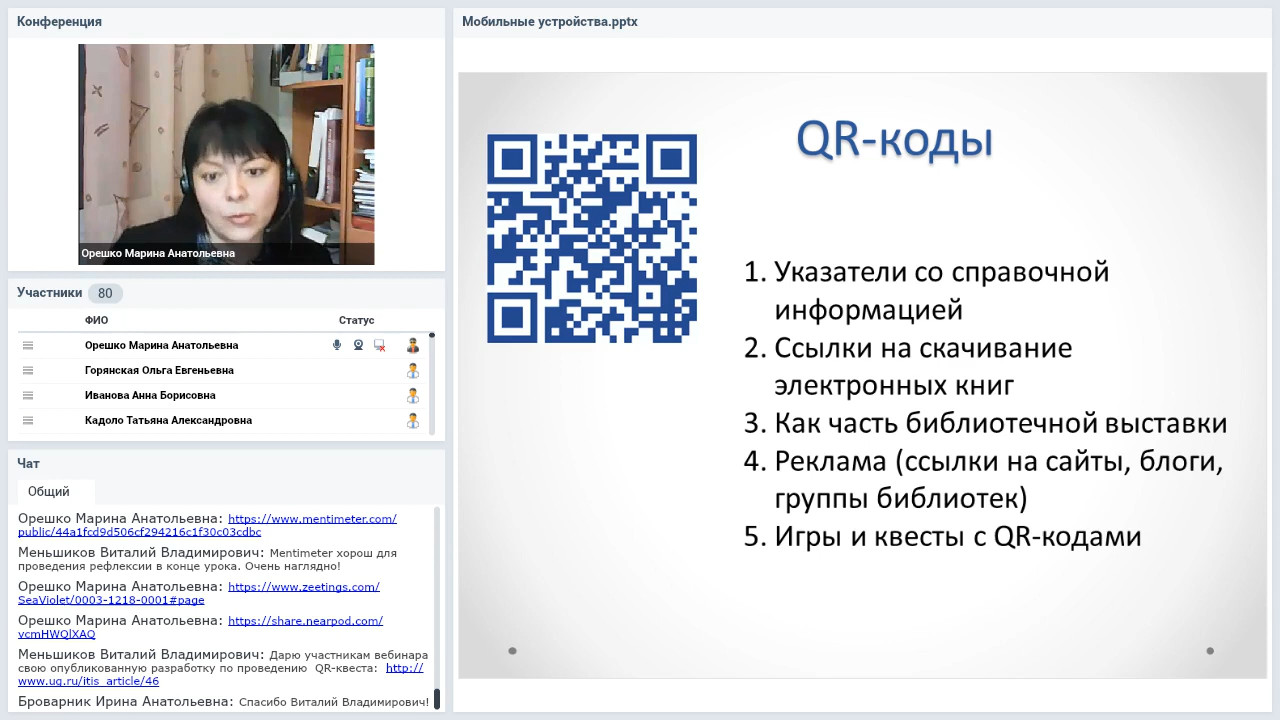 Конференция
Орешко Марина Анатольевна
Участники 80
ФИО Статус
Орешко Марина Анатольевна
Горянская Ольга Евгеньевна
Иванова Анна Борисовна
Кадоло Татьяна Александровна
Чат
Общий
Орешко Марина Анатольевна: https://www.mentimeter.com/
public/44a1fcd9d506cf294216c1f30c03cdbc
Меньшиков Виталий Владимирович: Mentimeter хорош для
проведения рефлексии в конце урока. Очень наглядно!
Орешко Марина Анатольевна: https://www.zeetings.com/
SeaViolet/0003-1218-0001#page
Орешко Марина Анатольевна: https://share.nearpod.com/
vcmHWQlXAQ
Меньшиков Виталий Владимирович: Дарю участникам вебинара
свою опубликованную разработку по проведению QR-квеста: http://
www.ug.ru/itis_article/46
Броварник Ирина Анатольевна: Спасибо Виталий Владимирович!
Мобильные устройства.pptx
QR-коды
1. Указатели со справочной
информацией
2. Ссылки на скачивание
электронных книг
3. Как часть библиотечной выставки
4. Реклама (ссылки на сайты, блоги,
группы библиотек)
5. Игры и квесты с QR-кодами